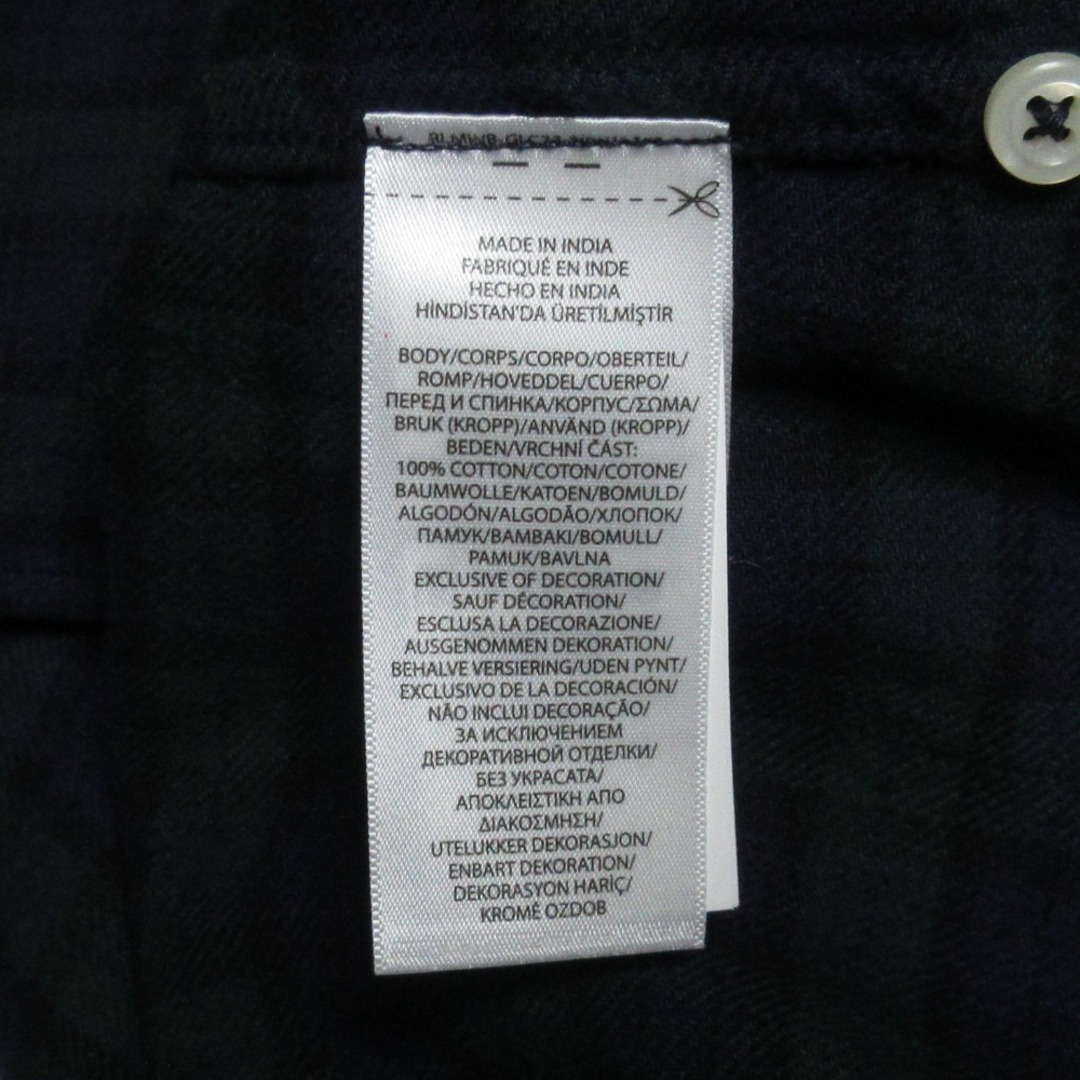 MADE IN INDIA
FABRIQUÉ EN INDE
HECHO EN INDIA
HİNDİSTAN'DA ÜRETİLMİŞTİR
BODY/CORPS/CORPO/OBERTEIL/
ROMP/HOVEDDEL/CUERPO/
ПЕРЕД И СПИНКА/КОРПУС/ΣΩΜΑ/
BRUK (KROPP)/ANVÄND (KROPP)/
BEDEN/VRCHNÍ ČÁST:
100% COTTON/COTON/COTONE/
BAUMWOLLE/KATOEN/BOMULD/
ALGODÓN/ALGODÃO/ХЛОПОК/
ПАМУК/ΒΑΜΒΑΚΙ/BOMULL/
PAMUK/BAVLNA
EXCLUSIVE OF DECORATION/
SAUF DÉCORATION/
ESCLUSA LA DECORAZIONE/
AUSGENOMMEN DEKORATION/
BEHALVE VERSIERING/UDEN PYNT/
EXCLUSIVO DE LA DECORACIÓN/
NÃO INCLUI DECORAÇÃO/
ЗА ИСКЛЮЧЕНИЕМ
ДЕКОРАТИВНОЙ ОТДЕЛКИ/
БЕЗ УКРАСАТА/
ΑΠΟΚΛΕΙΣΤΙΚΗ ΑΠΟ
ΔΙΑΚΟΣΜΗΣΗ/
UTELUKKER DEKORASJON/
ENBART DEKORATION/
DEKORASYON HARİÇ/
KROMĚ OZDOB